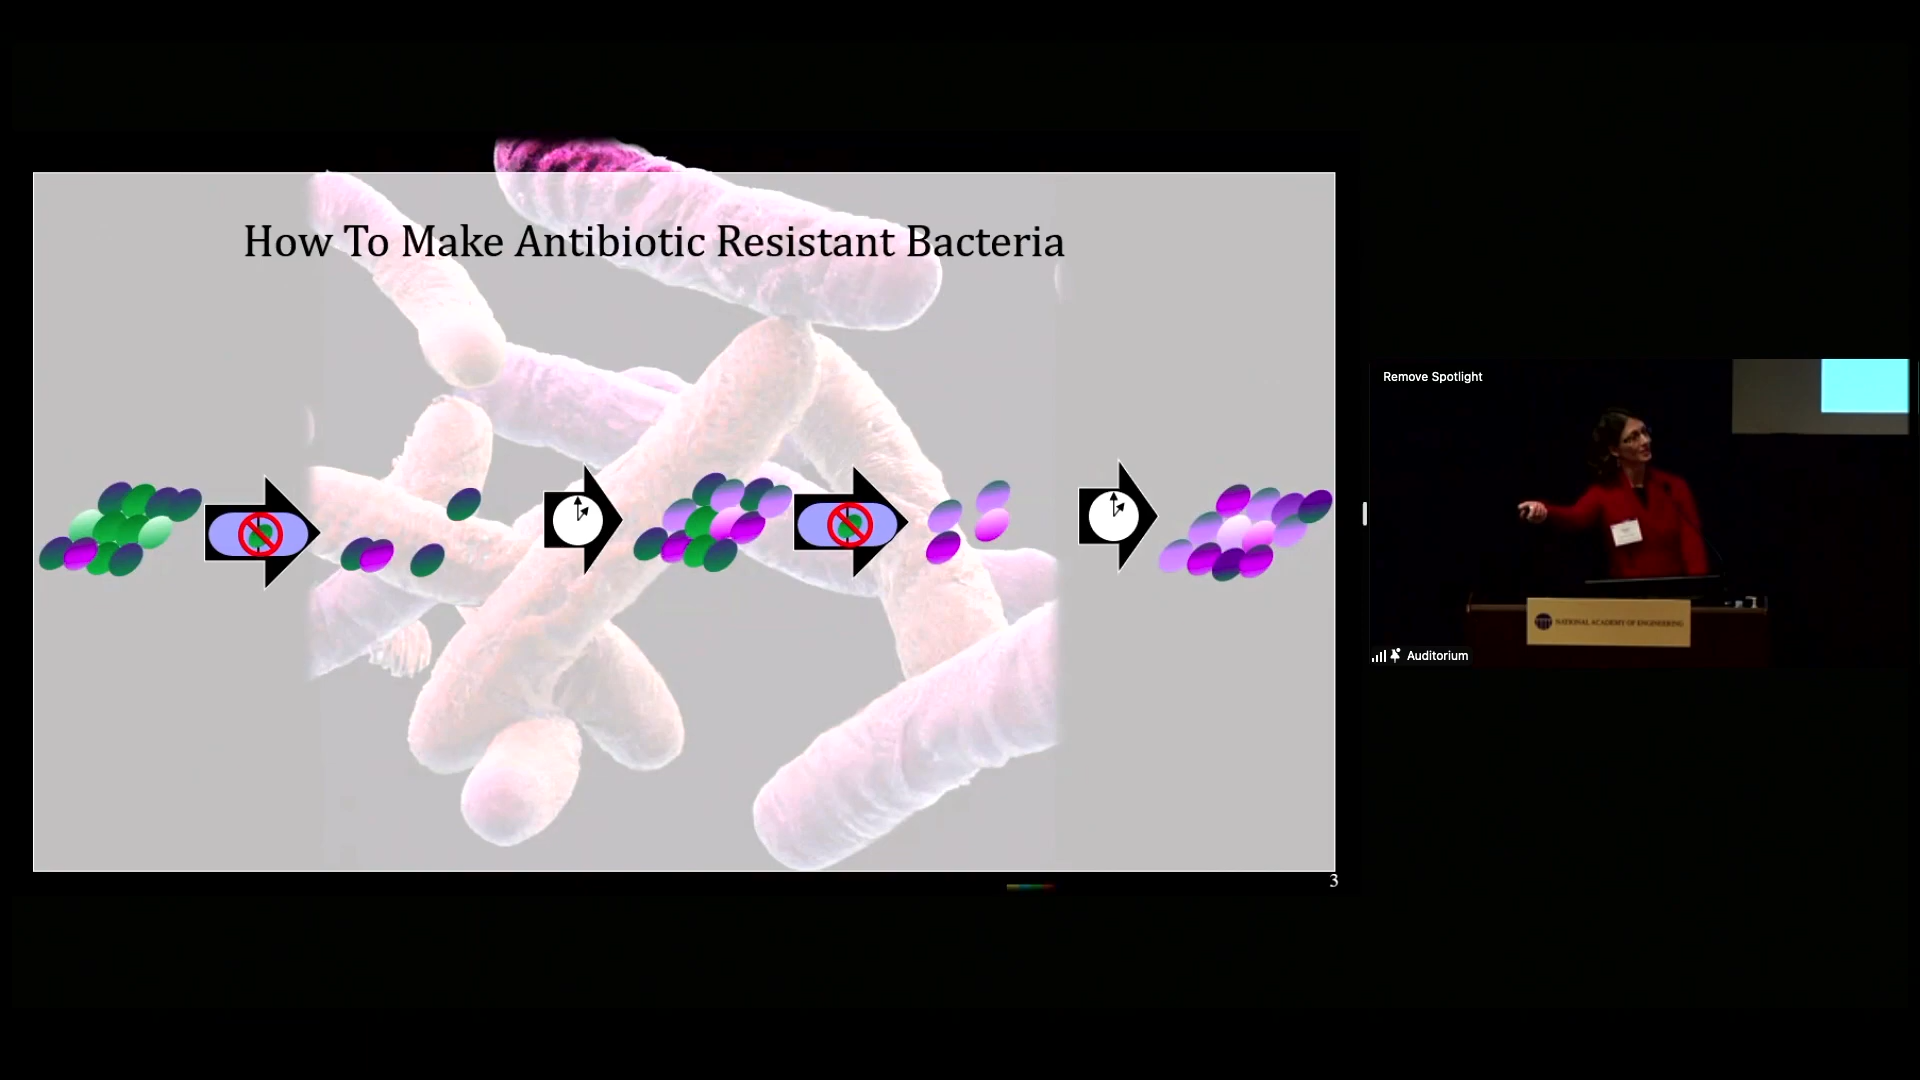 How To Make Antibiotic Resistant Bacteria
3
Remove Spotlight
NATIONAL ACADEMY OF ENGINEERING
Auditorium